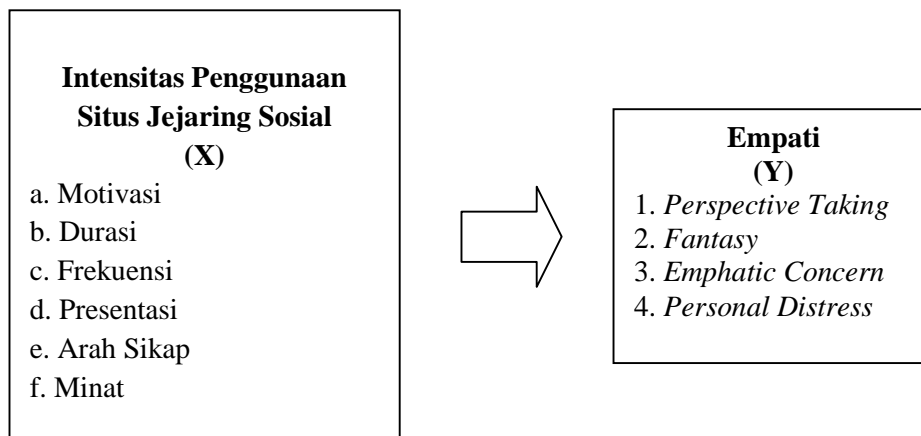 Intensitas Penggunaan
Situs Jejaring Sosial
(X)
a. Motivasi
b. Durasi
c. Frekuensi
d. Presentasi
e. Arah Sikap
f. Minat
Empati
(Y)
1. Perspective Taking
2. Fantasy
3. Emphatic Concern
4. Personal Distress